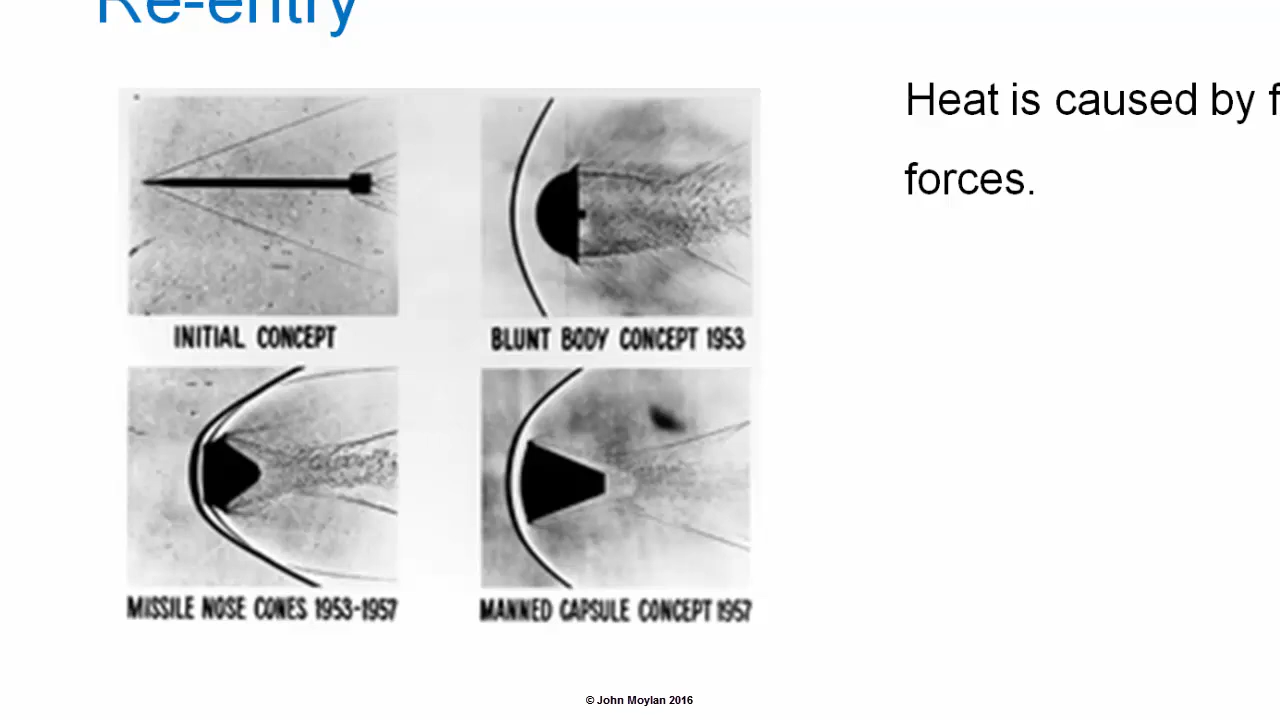 Re-entry
Heat is caused by f
forces.
INITIAL CONCEPT
BLUNT BODY CONCEPT 1953
MISSILE NOSE CONES 1953-1957
MANNED CAPSULE CONCEPT 1957
© John Moylan 2016